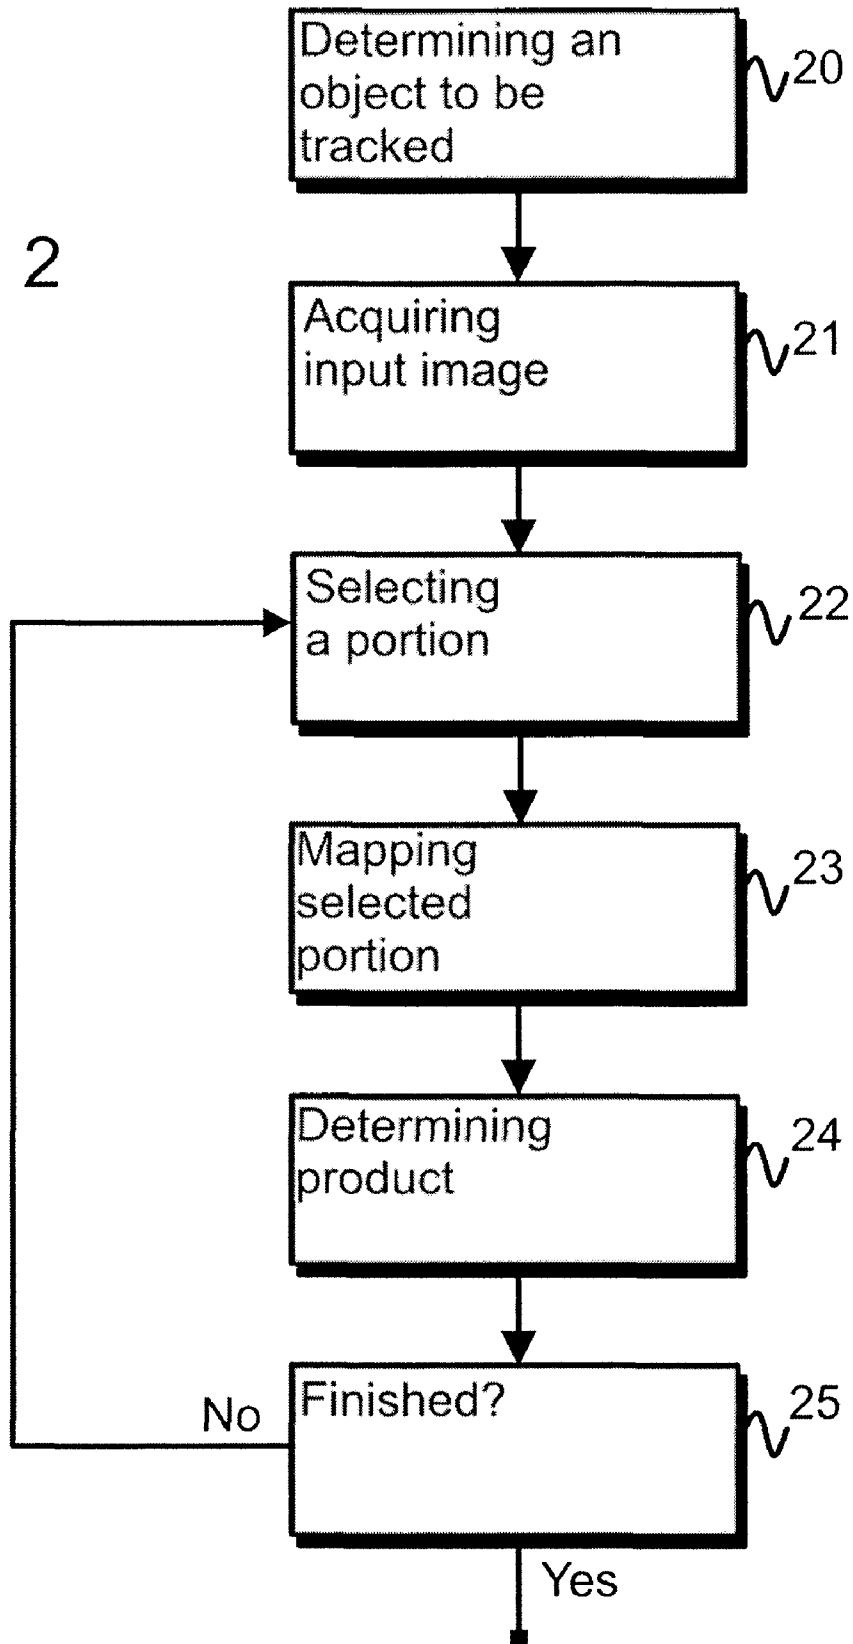 Determining an
object to be
tracked
20
2
Acquiring
input image
21
Selecting
a portion
22
Mapping
selected
portion
23
Determining
product
24
Finished?
25
No
Yes